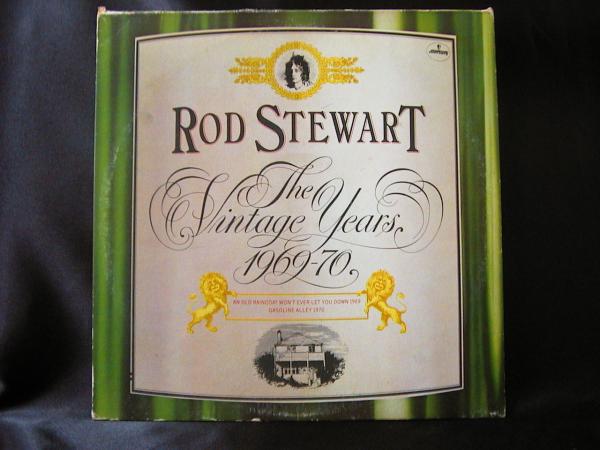 mercury
ROD STEWART
The
Vintage Years
1969-70
AN OLD RAINCOAT WON'T EVER LET YOU DOWN 1969
GASOLINE ALLEY 1970